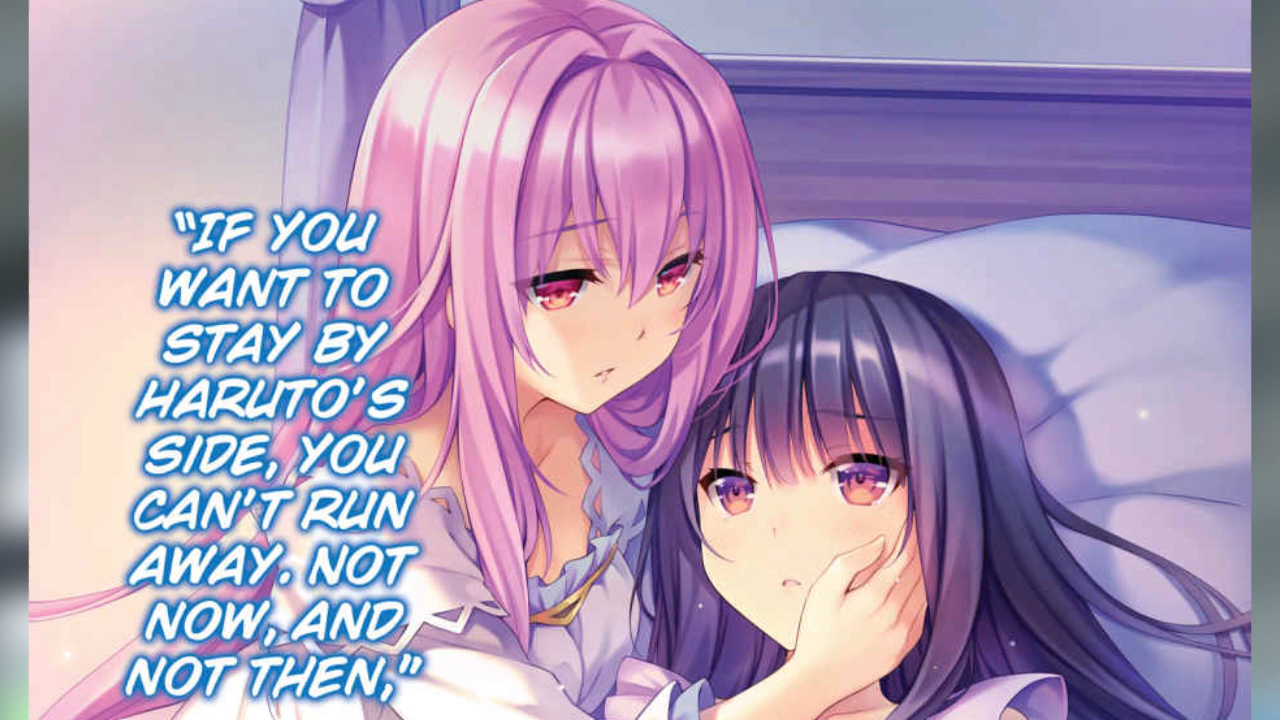 “IF YOU
WANT TO
STAY BY
HARUTO'S
SIDE, YOU
CAN'T RUN
AWAY. NOT
NOW, AND
NOT THEN,”